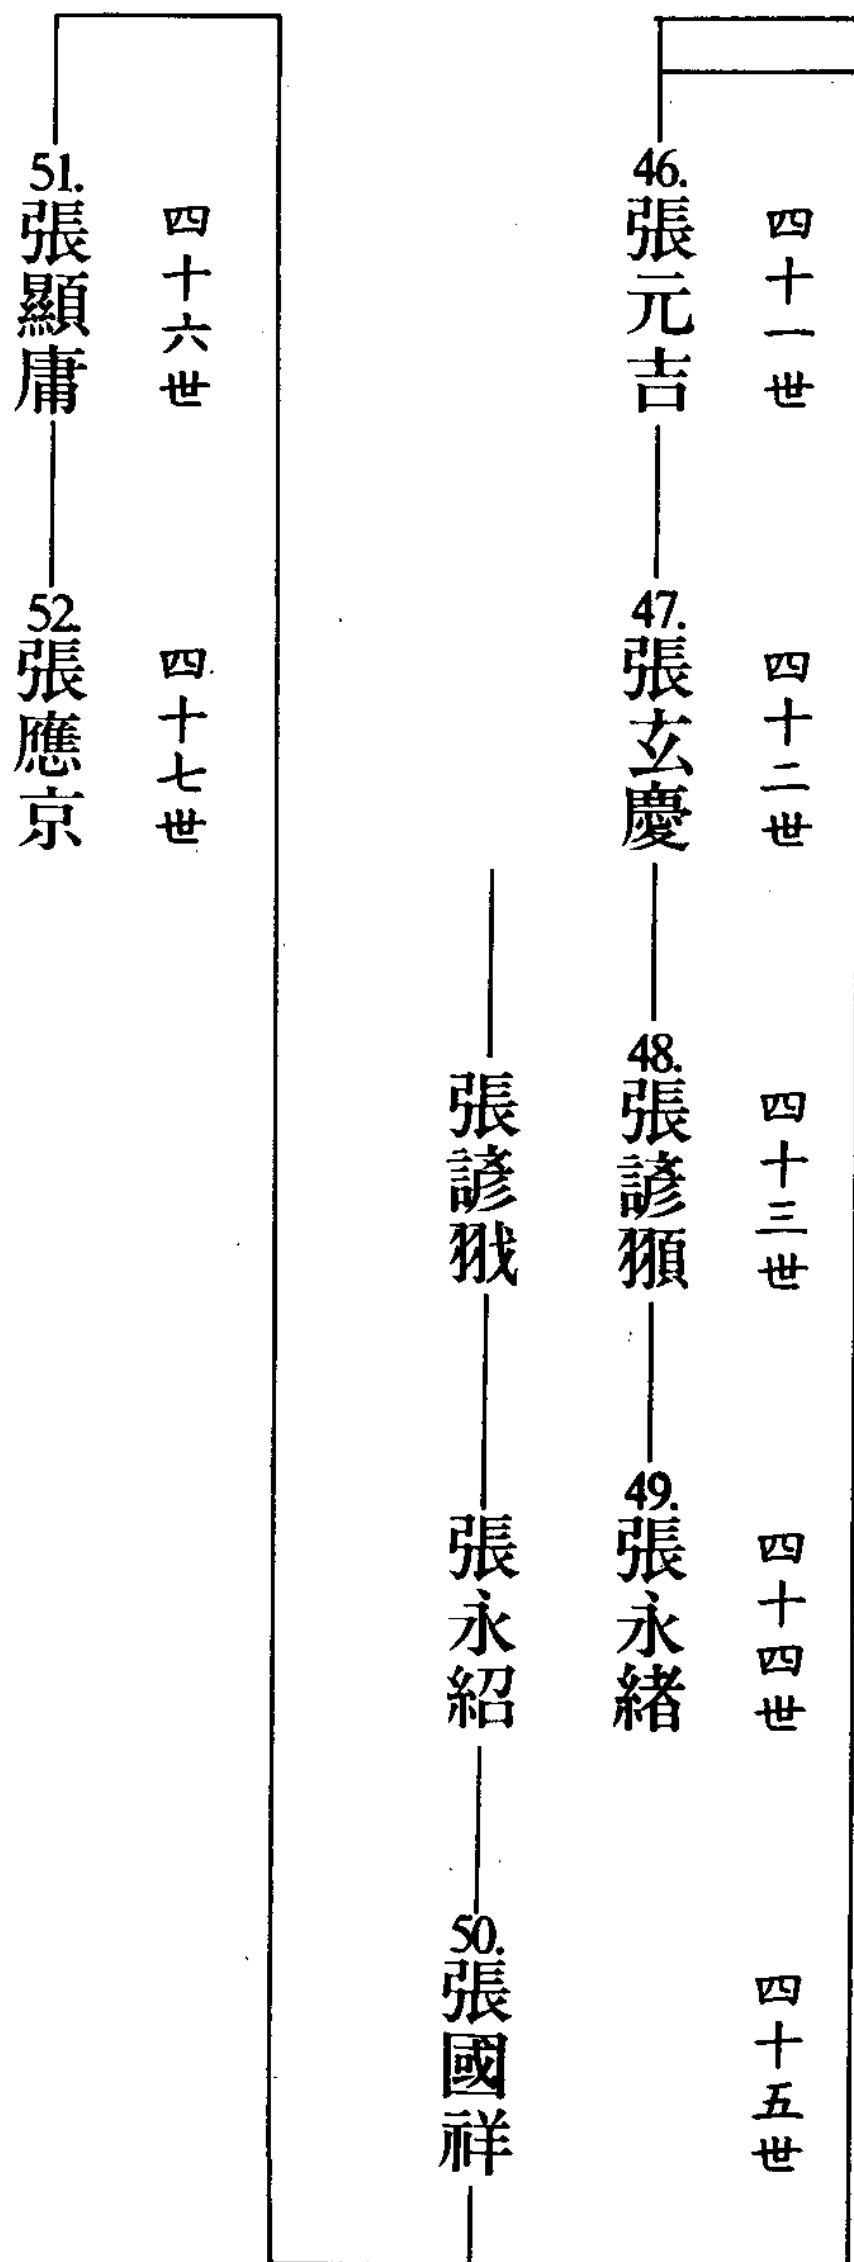 四十一世
四十二世
四十三世
四十四世
四十五世
46.張元吉
47.張玄慶
48.張諺頨
49.張永緒
張諺
張永紹
50.張國祥
四十六世
四十七世
51.張顯庸
52.張應京